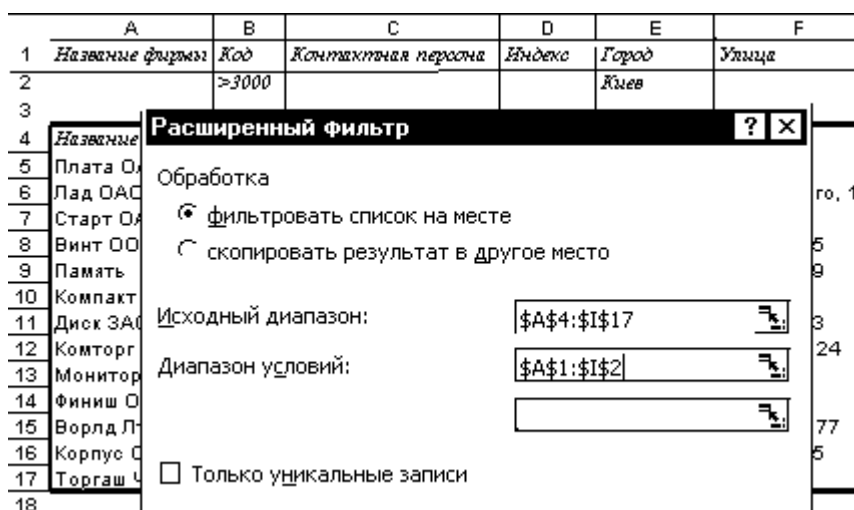 A B C D E F
1 Название фирмы Код Контактная персона Индекс Город Улица
2 >3000 Киев
3
4 Название
Расширенный фильтр ? ×
5 Плата
6 Лад ОАО го, 1
7 Старт
8 Винт 5
9 Память 9
10 Компакт
11 Диск ЗАО 3
12 Комторг 24
13 Монитор
14 Финиш
15 Ворлд 77
16 Корпус 5
17 Торгаш
18
Обработка
фильтровать список на месте
скопировать результат в другое место
Исходный диапазон: $A$4:$I$17
Диапазон условий: $A$1:$I$2
Только уникальные записи